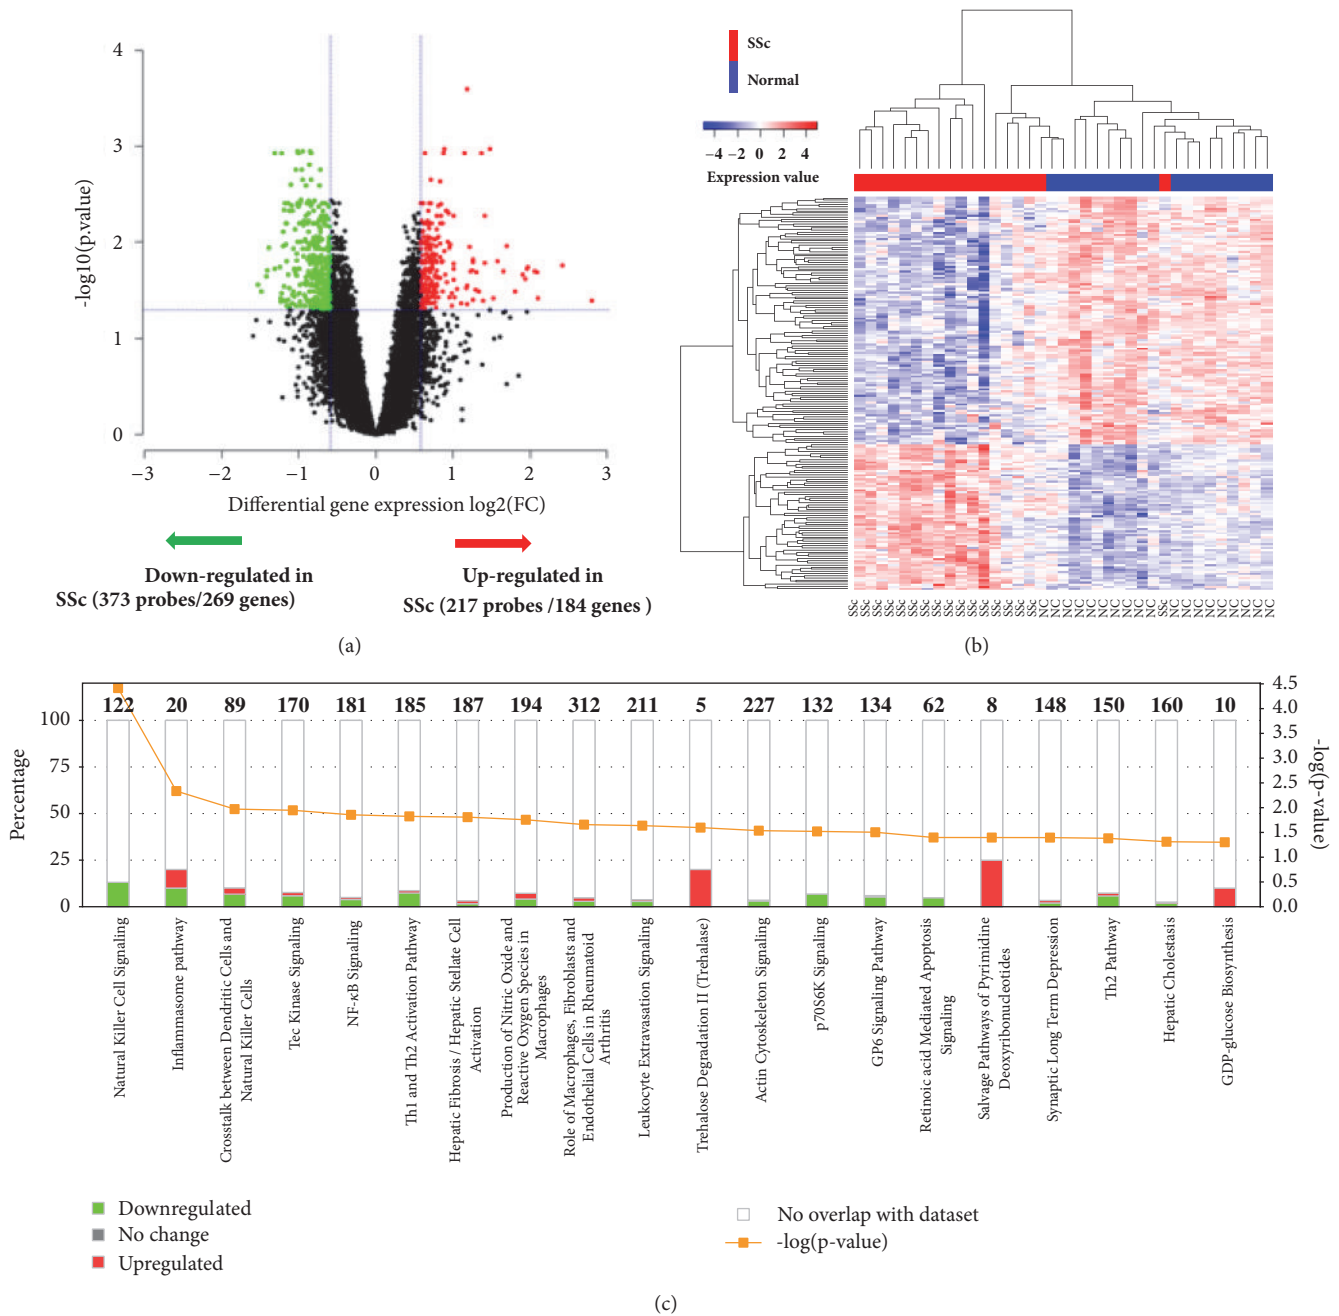 4
3
2
1
0
-log10(p.value)
−3
−2
−1
0
1
2
3
Differential gene expression log2(FC)
Down-regulated in
SSc (373 probes/269 genes)
Up-regulated in
SSc (217 probes /184 genes )
(a)
SSc
Normal
−4 −2 0 2 4
Expression value
SSc SSc SSc SSc SSc SSc SSc SSc SSc SSc SSc SSc SSc SSc SSc SSc SSc NC NC NC NC NC NC NC NC NC NC SSc NC NC NC NC NC NC NC NC NC
(b)
122 20 89 170 181 185 187 194 312 211 5 227 132 134 62 8 148 150 160 10
Percentage
100
75
50
25
0
4.5
4.0
3.5
3.0
2.5
2.0
1.5
1.0
0.5
0.0
-log(p-value)
Natural Killer Cell Signaling
Inflammasome pathway
Crosstalk between Dendritic Cells and
Natural Killer Cells
Tec Kinase Signaling
NF-κB Signaling
Th1 and Th2 Activation Pathway
Hepatic Fibrosis / Hepatic Stellate Cell
Activation
Production of Nitric Oxide and
Reactive Oxygen Species in
Macrophages
Role of Macrophages, Fibroblasts and
Endothelial Cells in Rheumatoid
Arthritis
Leukocyte Extravasation Signaling
Trehalose Degradation II (Trehalase)
Actin Cytoskeleton Signaling
p70S6K Signaling
GP6 Signaling Pathway
Retinoic acid Mediated Apoptosis
Signaling
Salvage Pathways of Pyrimidine
Deoxyribonudeotides
Synaptic Long Term Depression
Th2 Pathway
Hepatic Cholestasis
GDP-glucose Biosynthesis
Downregulated
No change
Upregulated
No overlap with dataset
-log(p-value)
(c)